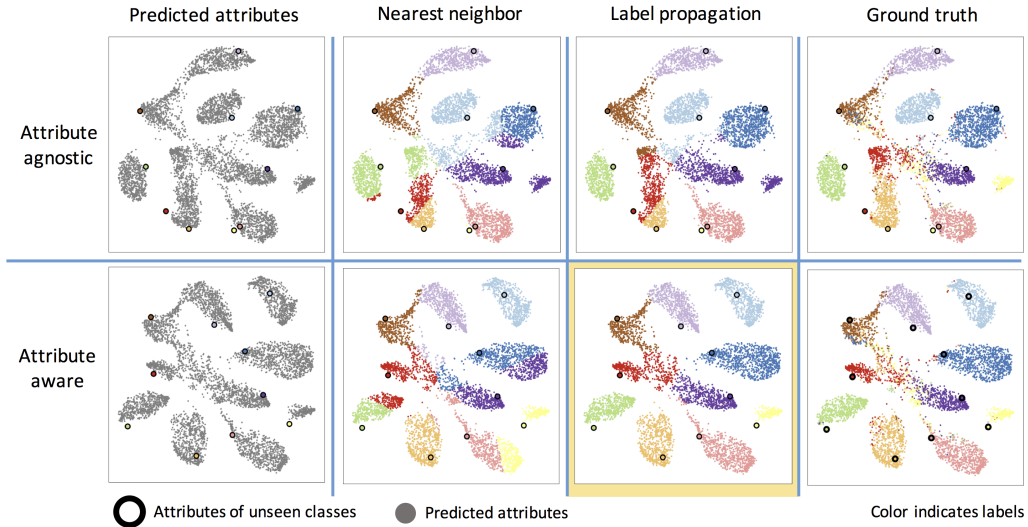 Predicted attributes Nearest neighbor Label propagation Ground truth
Attribute
agnostic
Attribute
aware
Attributes of unseen classes Predicted attributes Color indicates labels